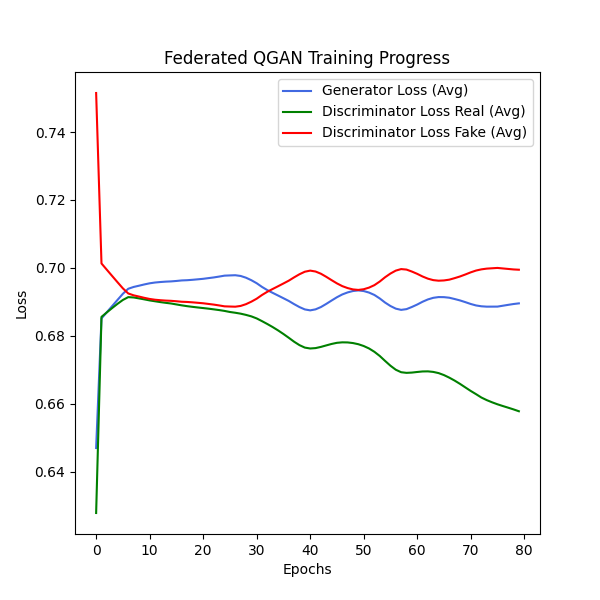 Federated QGAN Training Progress
Generator Loss (Avg)
Discriminator Loss Real (Avg)
Discriminator Loss Fake (Avg)
0.74
0.72
0.70
0.68
0.66
0.64
Loss
0 10 20 30 40 50 60 70 80
Epochs